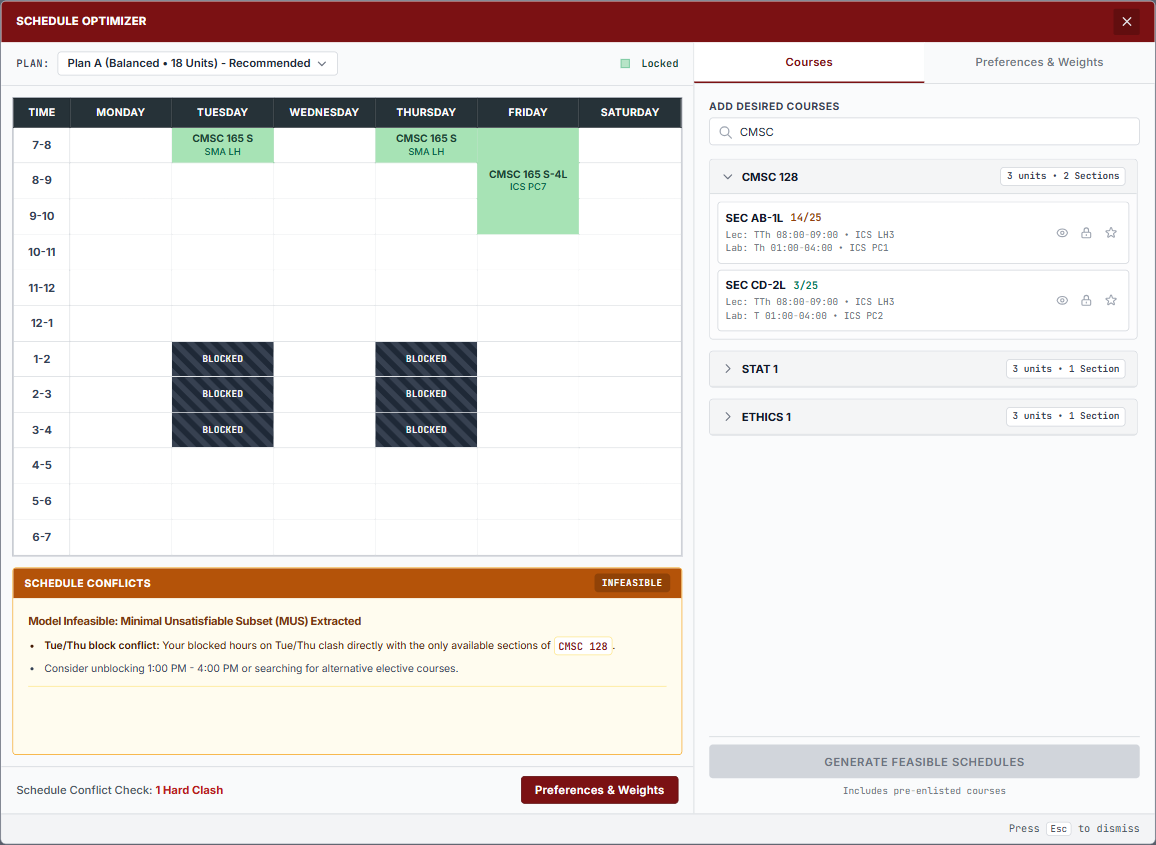 SCHEDULE OPTIMIZER
PLAN: Plan A (Balanced • 18 Units) - Recommended
Locked
TIME MONDAY TUESDAY WEDNESDAY THURSDAY FRIDAY SATURDAY
7-8 CMSC 165 S CMSC 165 S
SMA LH SMA LH
8-9 CMSC 165 S-4L
ICS PC7
9-10
10-11
11-12
12-1
1-2 BLOCKED BLOCKED
2-3 BLOCKED BLOCKED
3-4 BLOCKED BLOCKED
4-5
5-6
6-7
SCHEDULE CONFLICTS INFEASIBLE
Model Infeasible: Minimal Unsatisfiable Subset (MUS) Extracted
• Tue/Thu block conflict: Your blocked hours on Tue/Thu clash directly with the only available sections of CMSC 128 .
• Consider unblocking 1:00 PM - 4:00 PM or searching for alternative elective courses.
Schedule Conflict Check: 1 Hard Clash
Preferences & Weights
Courses Preferences & Weights
ADD DESIRED COURSES
CMSC
CMSC 128 3 units • 2 Sections
SEC AB-1L 14/25
Lec: TTh 08:00-09:00 • ICS LH3
Lab: Th 01:00-04:00 • ICS PC1
SEC CD-2L 3/25
Lec: TTh 08:00-09:00 • ICS LH3
Lab: T 01:00-04:00 • ICS PC2
STAT 1 3 units • 1 Section
ETHICS 1 3 units • 1 Section
GENERATE FEASIBLE SCHEDULES
Includes pre-enlisted courses
Press Esc to dismiss